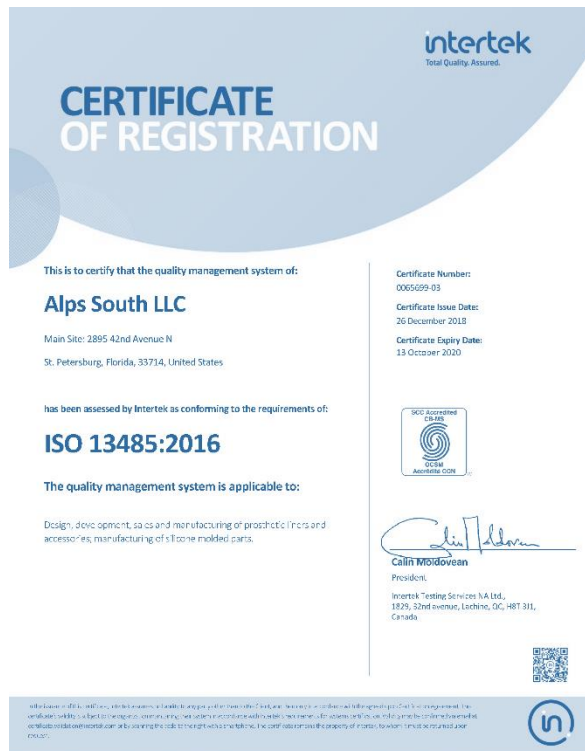 intertek
Total Quality. Assured.
CERTIFICATE
OF REGISTRATION
This is to certify that the quality management system of:
Alps South LLC
Main Site: 2895 42nd Avenue N
St. Petersburg, Florida, 33714, United States
has been assessed by Intertek as conforming to the requirements of:
ISO 13485:2016
The quality management system is applicable to:
Design, development, sales and manufacturing of prosthetic liners and
accessories; manufacturing of silicone molded parts.
Certificate Number:
0065699-03
Certificate Issue Date:
26 December 2018
Certificate Expiry Date:
13 October 2020
SCC Accredited
CB-MS
OCSM
Accrédité CCN
Calin Moldovean
President
Intertek Testing Services NA Ltd.,
1829, 32nd avenue, Lachine, QC, H8T 3J1,
Canada
in